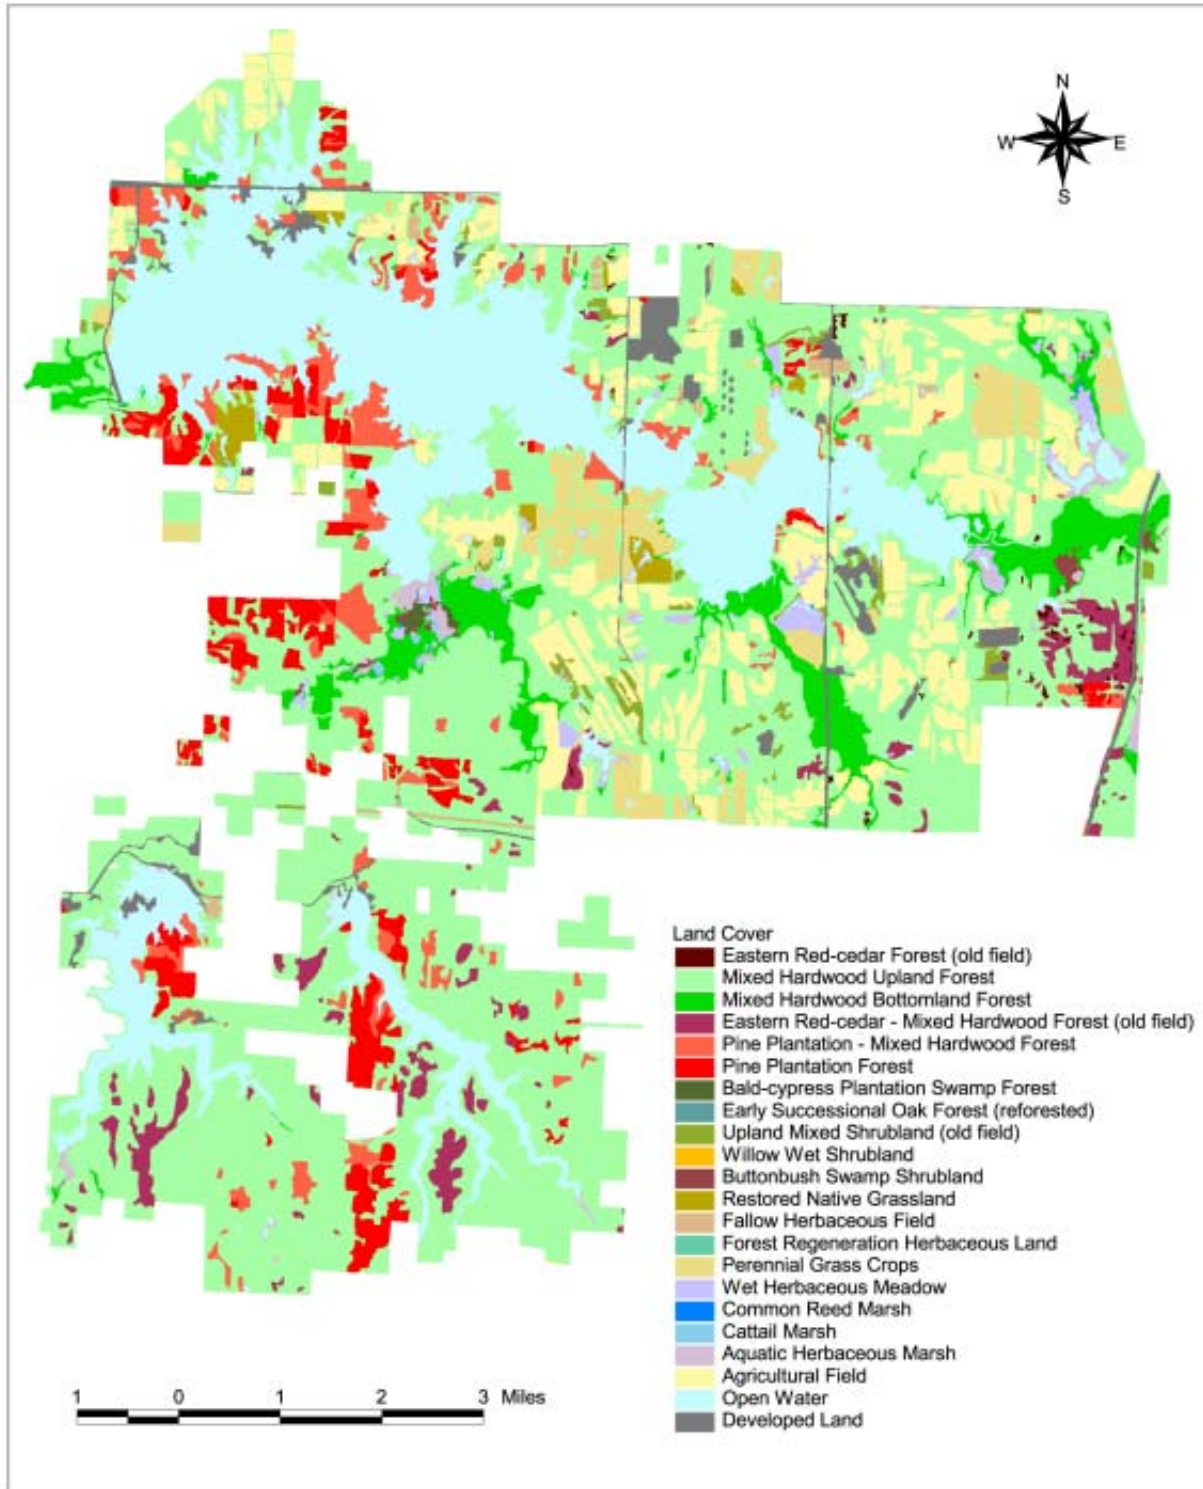 N
W E
S
Land Cover
Eastern Red-cedar Forest (old field)
Mixed Hardwood Upland Forest
Mixed Hardwood Bottomland Forest
Eastern Red-cedar - Mixed Hardwood Forest (old field)
Pine Plantation - Mixed Hardwood Forest
Pine Plantation Forest
Bald-cypress Plantation Swamp Forest
Early Successional Oak Forest (reforested)
Upland Mixed Shrubland (old field)
Willow Wet Shrubland
Buttonbush Swamp Shrubland
Restored Native Grassland
Fallow Herbaceous Field
Forest Regeneration Herbaceous Land
Perennial Grass Crops
Wet Herbaceous Meadow
Common Reed Marsh
Cattail Marsh
Aquatic Herbaceous Marsh
Agricultural Field
Open Water
Developed Land
1 0 1 2 3 Miles